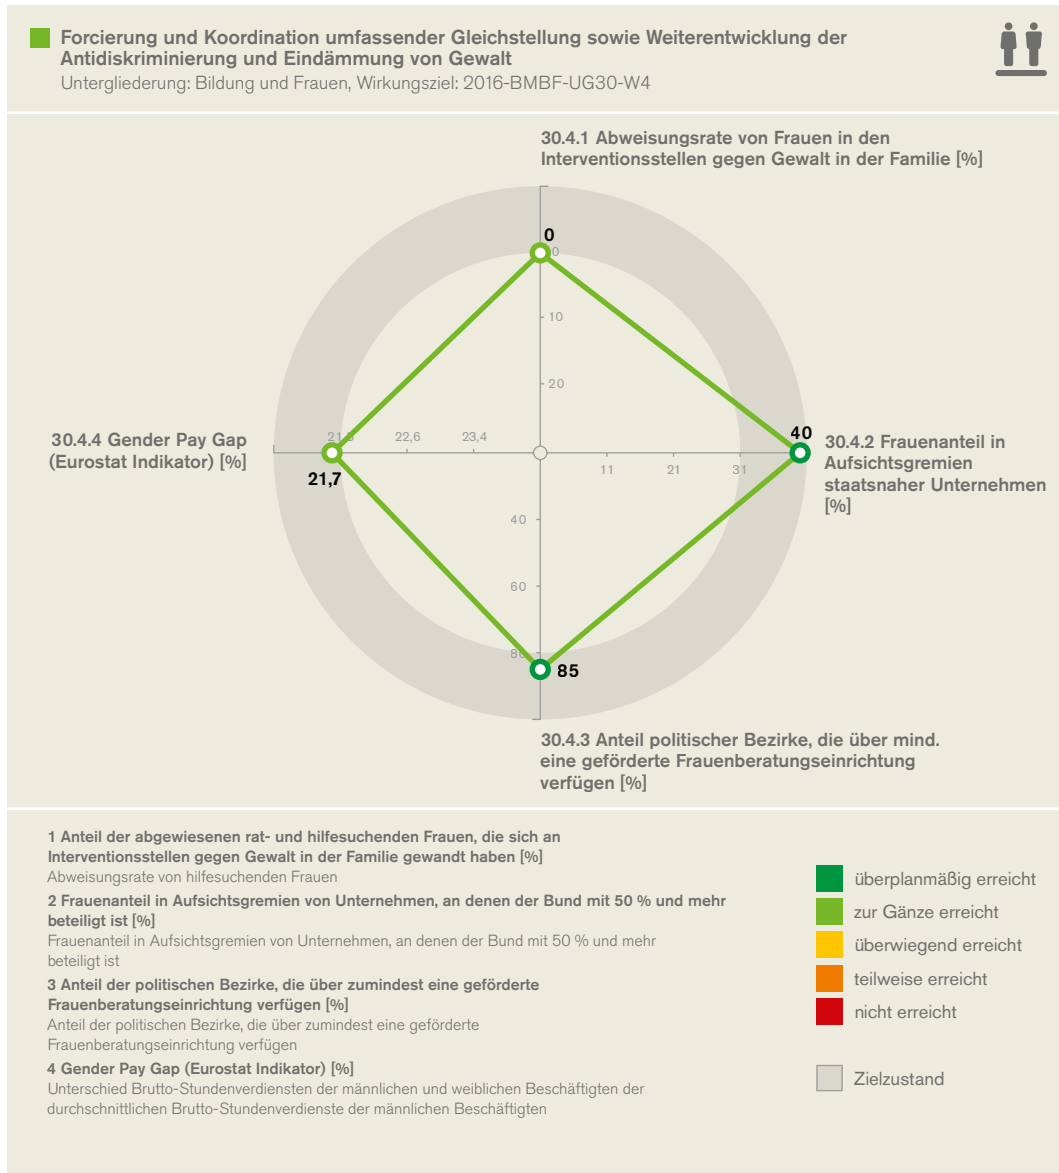 Forcierung und Koordination umfassender Gleichstellung sowie Weiterentwicklung der
Antidiskriminierung und Eindämmung von Gewalt
Untergliederung: Bildung und Frauen, Wirkungsziel: 2016-BMBF-UG30-W4
30.4.1 Abweisungsrate von Frauen in den
Interventionsstellen gegen Gewalt in der Familie [%]
0
0
10
20
30.4.4 Gender Pay Gap
(Eurostat Indikator) [%]
22,6
23,4
21,7
40
11
21
31
30.4.2 Frauenanteil in
Aufsichtsgremien
staatsnaher Unternehmen
[%]
40
60
85
30.4.3 Anteil politischer Bezirke, die über mind.
eine geförderte Frauenberatungseinrichtung
verfügen [%]
1 Anteil der abgewiesenen rat- und hilfesuchenden Frauen, die sich an
Interventionsstellen gegen Gewalt in der Familie gewandt haben [%]
Abweisungsrate von hilfesuchenden Frauen
2 Frauenanteil in Aufsichtsgremien von Unternehmen, an denen der Bund mit 50 % und mehr
beteiligt ist [%]
Frauenanteil in Aufsichtsgremien von Unternehmen, an denen der Bund mit 50 % und mehr
beteiligt ist
3 Anteil der politischen Bezirke, die über zumindest eine geförderte
Frauenberatungseinrichtung verfügen [%]
Anteil der politischen Bezirke, die über zumindest eine geförderte
Frauenberatungseinrichtung verfügen
4 Gender Pay Gap (Eurostat Indikator) [%]
Unterschied Brutto-Stundenverdiensten der männlichen und weiblichen Beschäftigten der
durchschnittlichen Brutto-Stundenverdienste der männlichen Beschäftigten
überplanmäßig erreicht
zur Gänze erreicht
überwiegend erreicht
teilweise erreicht
nicht erreicht
Zielzustand